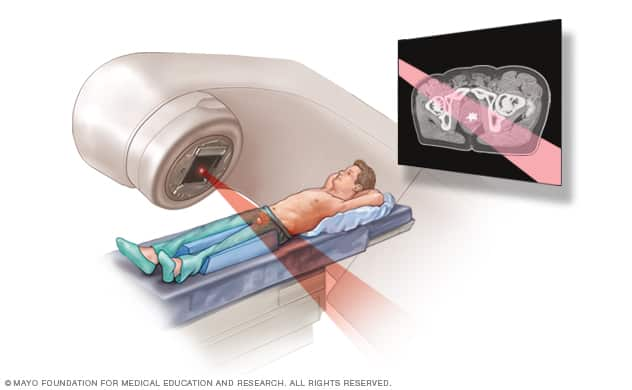 © MAYO FOUNDATION FOR MEDICAL EDUCATION AND RESEARCH. ALL RIGHTS RESERVED.